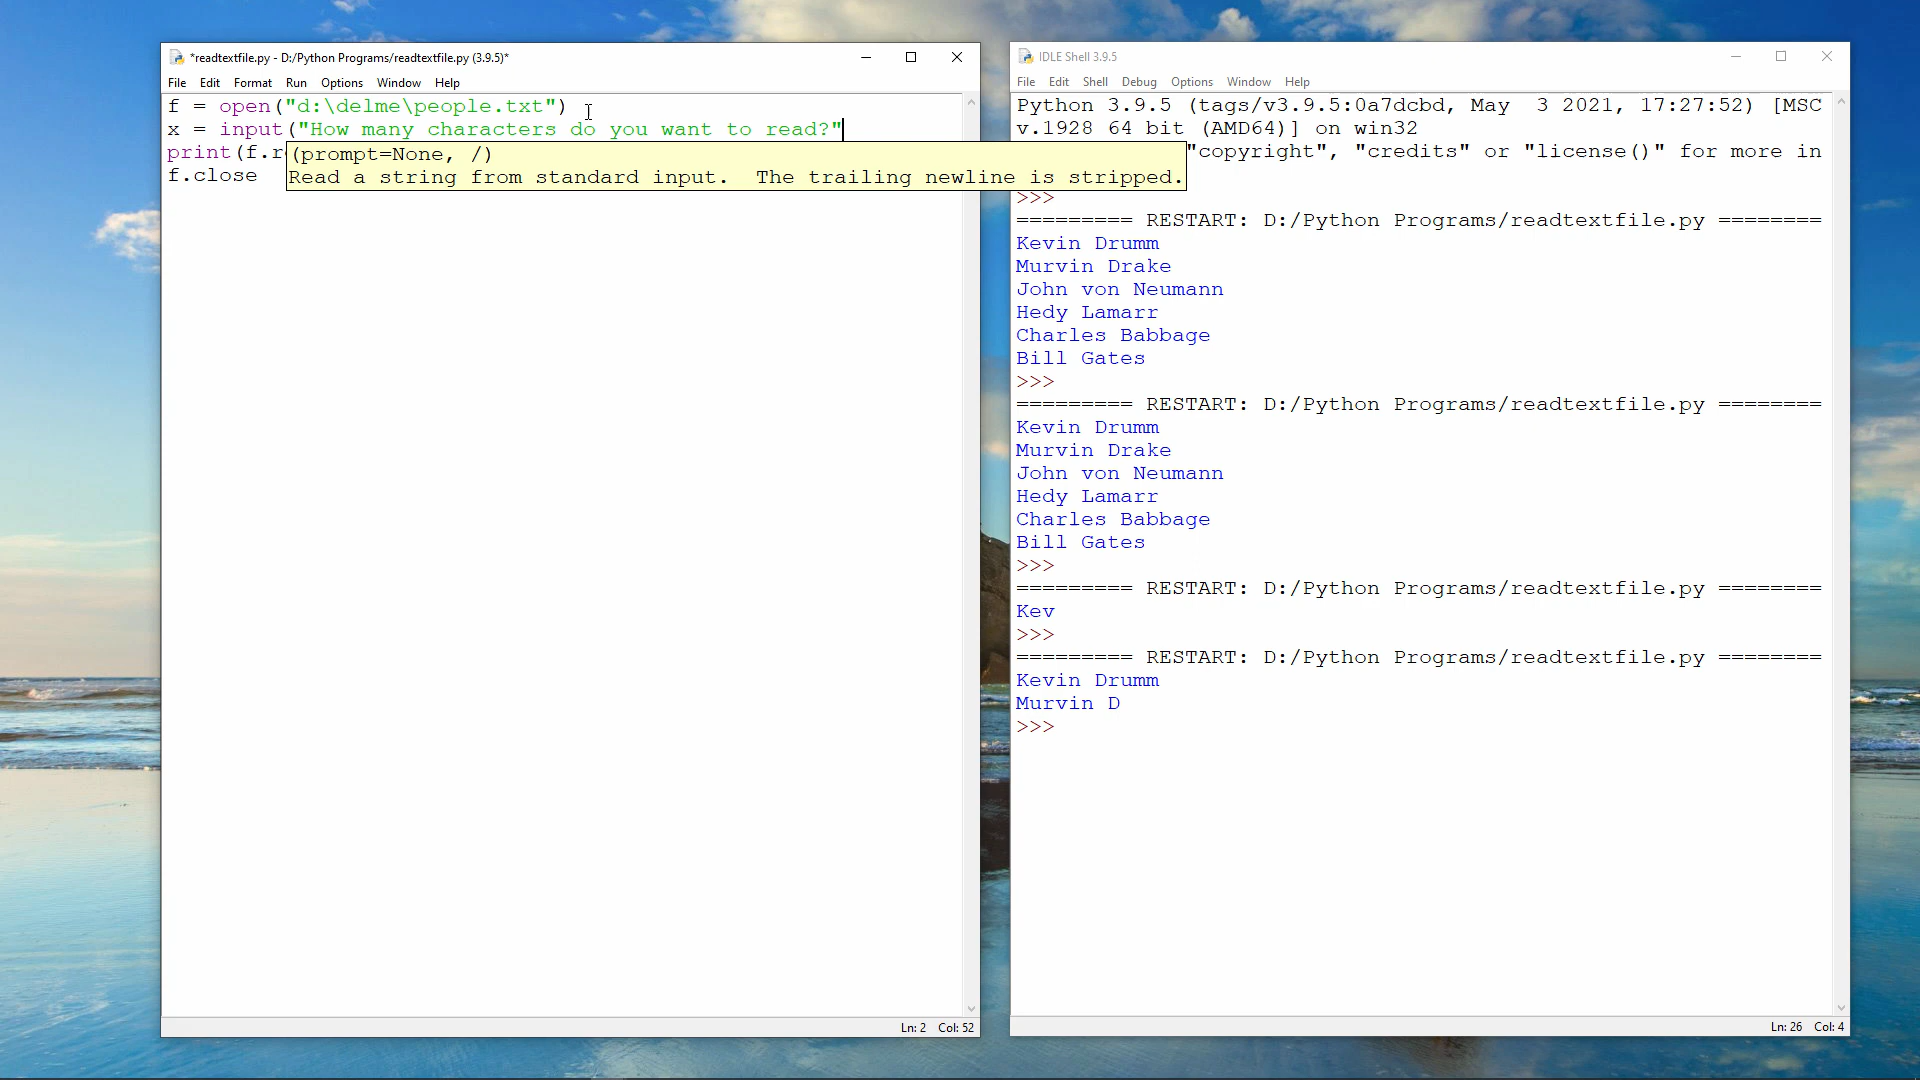 *readtextfile.py - D:/Python Programs/readtextfile.py (3.9.5)*
File Edit Format Run Options Window Help
f = open("d:\delme\people.txt")
x = input("How many characters do you want to read?"
print(f.r
f.close
(prompt=None, /)
Read a string from standard input.  The trailing newline is stripped.
Ln: 2 Col: 52
IDLE Shell 3.9.5
File Edit Shell Debug Options Window Help
Python 3.9.5 (tags/v3.9.5:0a7dcbd, May  3 2021, 17:27:52) [MSC
v.1928 64 bit (AMD64)] on win32
"copyright", "credits" or "license()" for more in
>>>
========= RESTART: D:/Python Programs/readtextfile.py ========
Kevin Drumm
Murvin Drake
John von Neumann
Hedy Lamarr
Charles Babbage
Bill Gates
>>>
========= RESTART: D:/Python Programs/readtextfile.py ========
Kevin Drumm
Murvin Drake
John von Neumann
Hedy Lamarr
Charles Babbage
Bill Gates
>>>
========= RESTART: D:/Python Programs/readtextfile.py ========
Kev
>>>
========= RESTART: D:/Python Programs/readtextfile.py ========
Kevin Drumm
Murvin D
>>>
Ln: 26 Col: 4